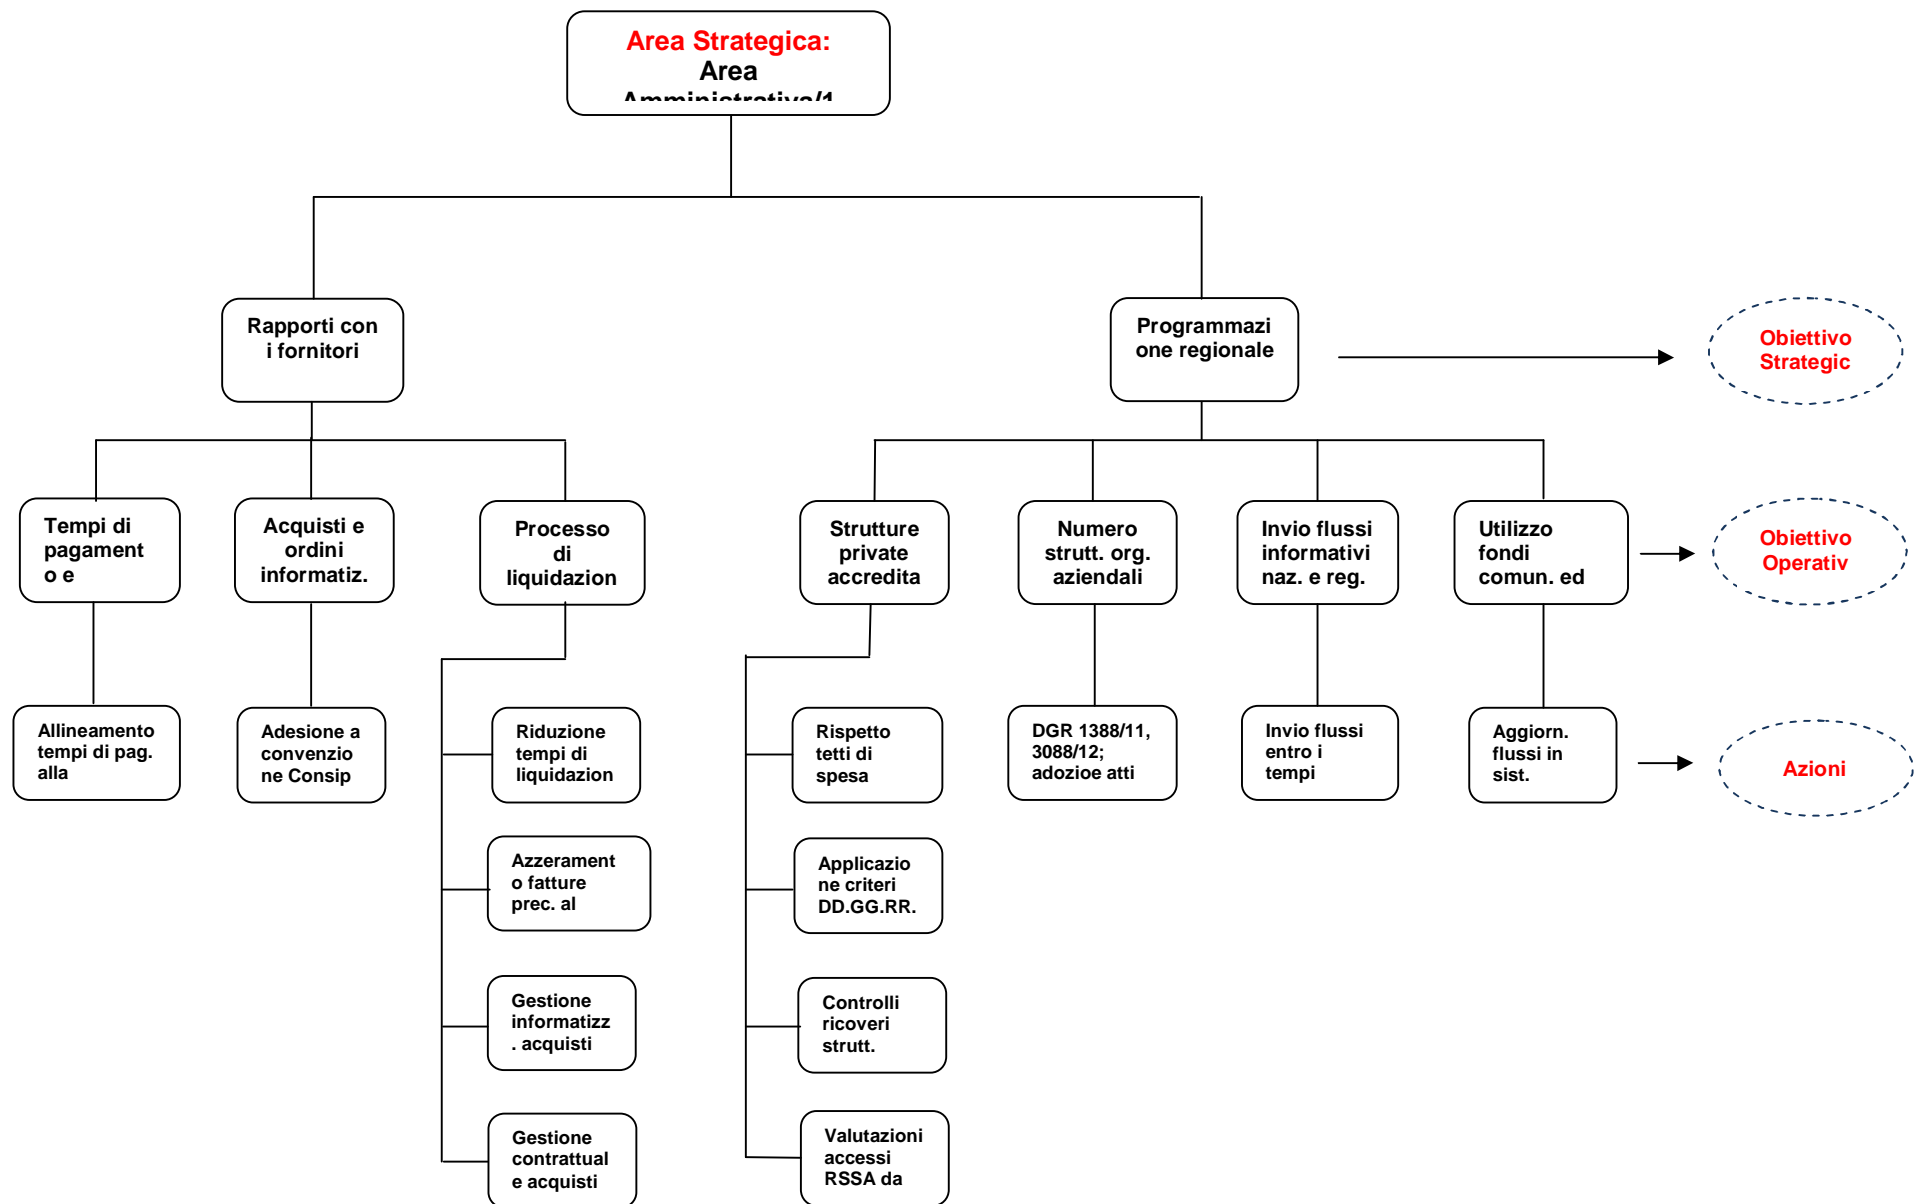 Area Strategica:
Area
Amministrativa/1
Rapporti con
i fornitori
Programmazi
one regionale
Obiettivo
Strategic
Tempi di
pagament
o e
Acquisti e
ordini
informatiz.
Processo
di
liquidazion
Strutture
private
accredita
Numero
strutt. org.
aziendali
Invio flussi
informativi
naz. e reg.
Utilizzo
fondi
comun. ed
Obiettivo
Operativ
Allineamento
tempi di pag.
alla
Adesione a
convenzio
ne Consip
Riduzione
tempi di
liquidazion
Rispetto
tetti di
spesa
DGR 1388/11,
3088/12;
adozioe atti
Invio flussi
entro i
tempi
Aggiorn.
flussi in
sist.
Azioni
Azzerament
o fatture
prec. al
Applicazio
ne criteri
DD.GG.RR.
Gestione
informatizz
. acquisti
Controlli
ricoveri
strutt.
Gestione
contrattual
e acquisti
Valutazioni
accessi
RSSA da